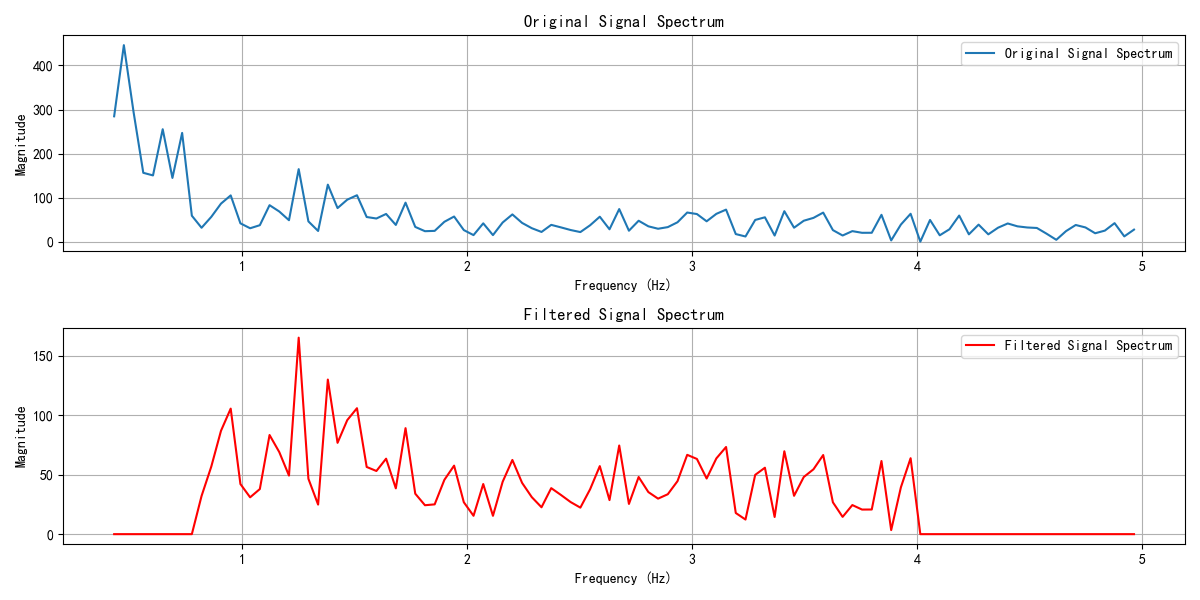 Original Signal Spectrum
Original Signal Spectrum
Magnitude
400
300
200
100
0
1 2 3 4 5
Frequency (Hz)
Filtered Signal Spectrum
Filtered Signal Spectrum
Magnitude
150
100
50
0
1 2 3 4 5
Frequency (Hz)